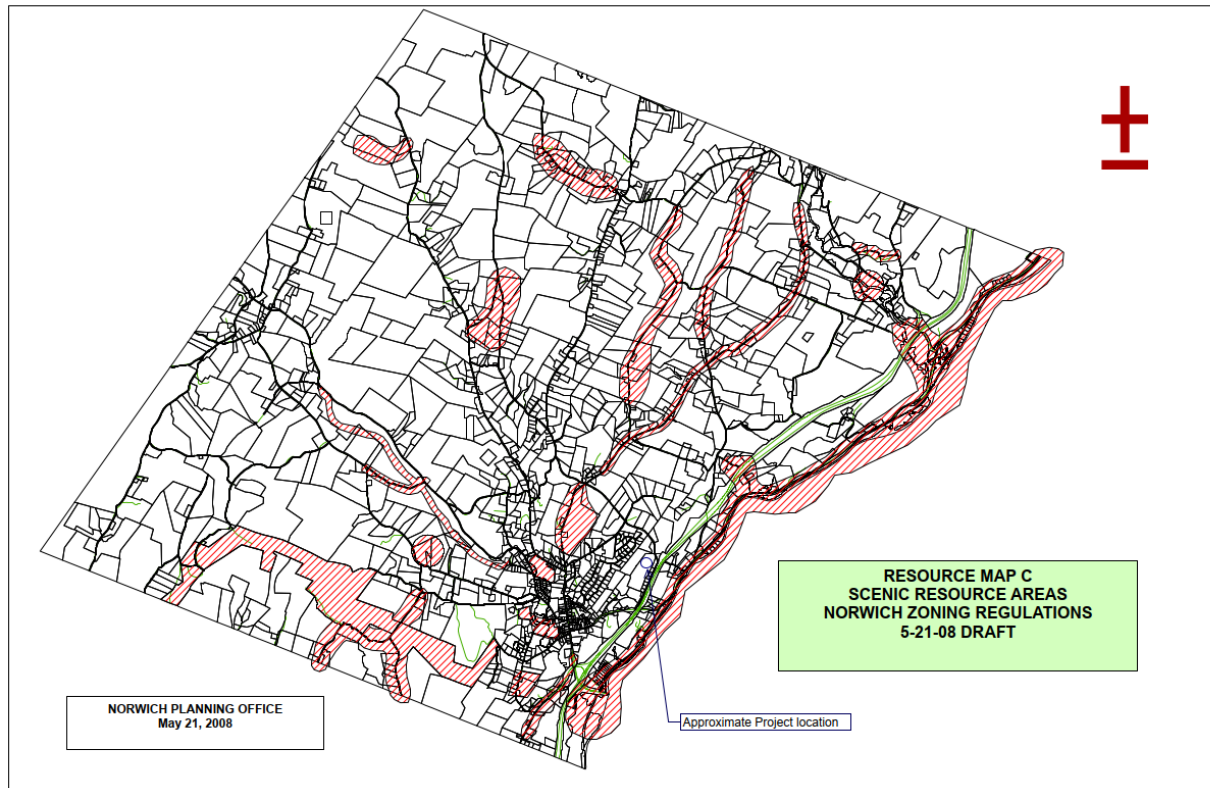 RESOURCE MAP C
SCENIC RESOURCE AREAS
NORWICH ZONING REGULATIONS
5-21-08 DRAFT
NORWICH PLANNING OFFICE
May 21, 2008
Approximate Project location